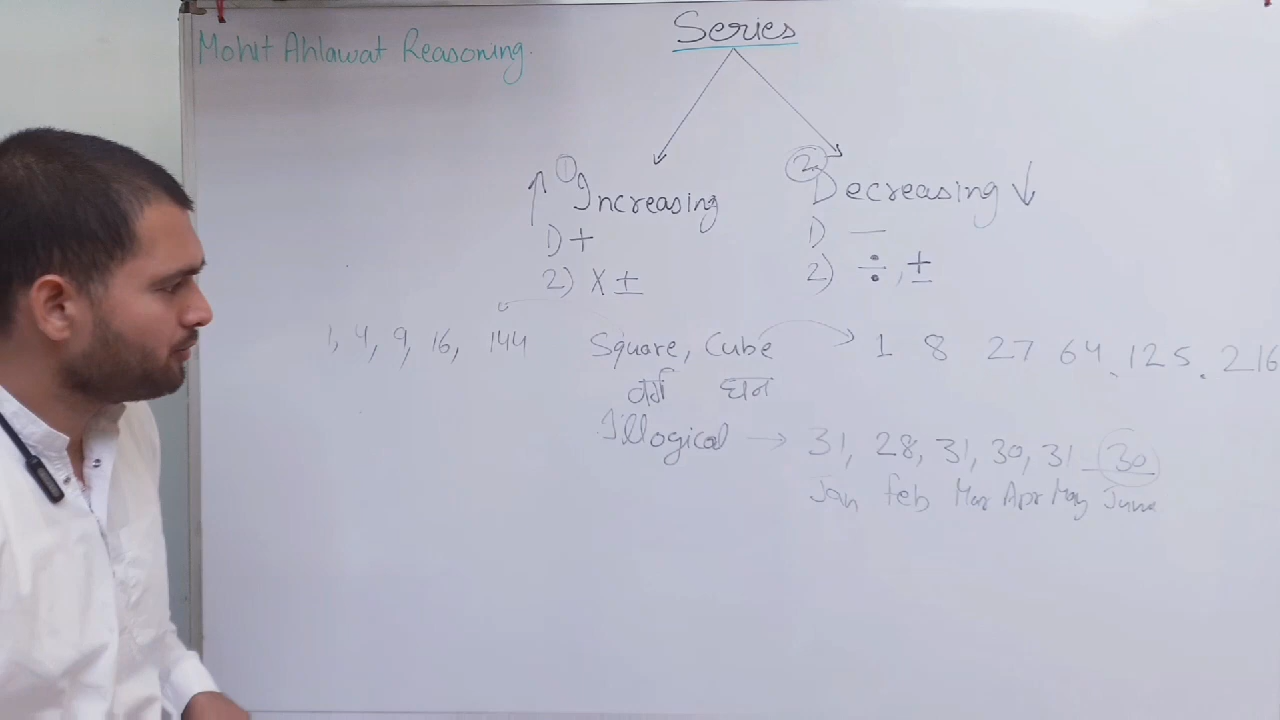 Series
Mohit Ahlawat Reasoning.
↑ ① Increasing
1) +
2) × ±
② Decreasing ↓
1) —
2) ÷, ±
1, 4, 9, 16, 144 Square, Cube → 1 8 27 64, 125, 216
वर्ग घन
Illogical → 31, 28, 31, 30, 31 30
Jan Feb Mar Apr May June